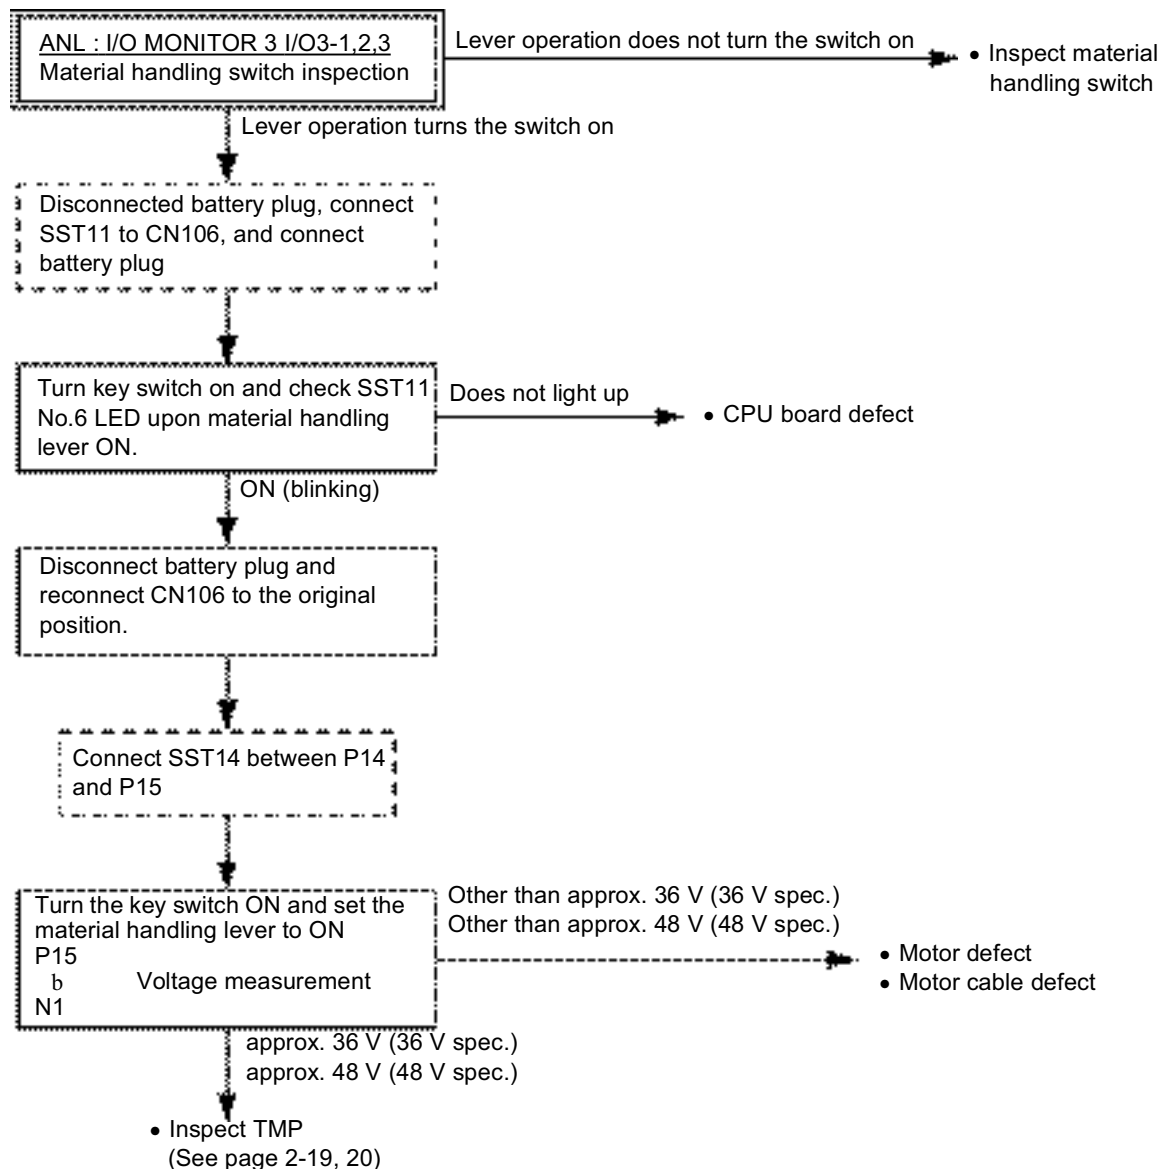 ANL : I/O MONITOR 3 I/O3-1,2,3
Material handling switch inspection
Lever operation does not turn the switch on
• Inspect material
handling switch
Lever operation turns the switch on
Disconnected battery plug, connect
SST11 to CN106, and connect
battery plug
Turn key switch on and check SST11
No.6 LED upon material handling
lever ON.
Does not light up
• CPU board defect
ON (blinking)
Disconnect battery plug and
reconnect CN106 to the original
position.
Connect SST14 between P14
and P15
Turn the key switch ON and set the
material handling lever to ON
P15
b Voltage measurement
N1
Other than approx. 36 V (36 V spec.)
Other than approx. 48 V (48 V spec.)
• Motor defect
• Motor cable defect
approx. 36 V (36 V spec.)
approx. 48 V (48 V spec.)
• Inspect TMP
(See page 2-19, 20)